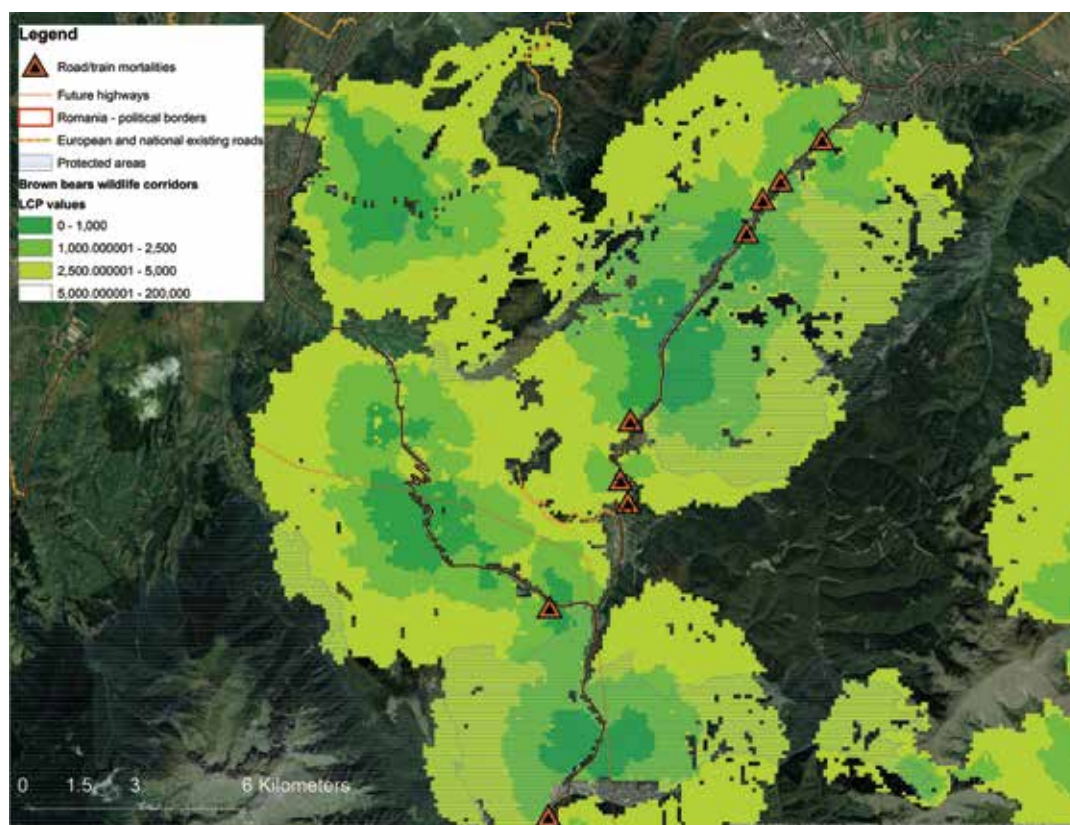 Legend
Road/train mortalities
Future highways
Romania - political borders
European and national existing roads
Protected areas
Brown bears wildlife corridors
LCP values
0 - 1,000
1,000.000001 - 2,500
2,500.000001 - 5,000
5,000.000001 - 200,000
0 1.5 3 6 Kilometers